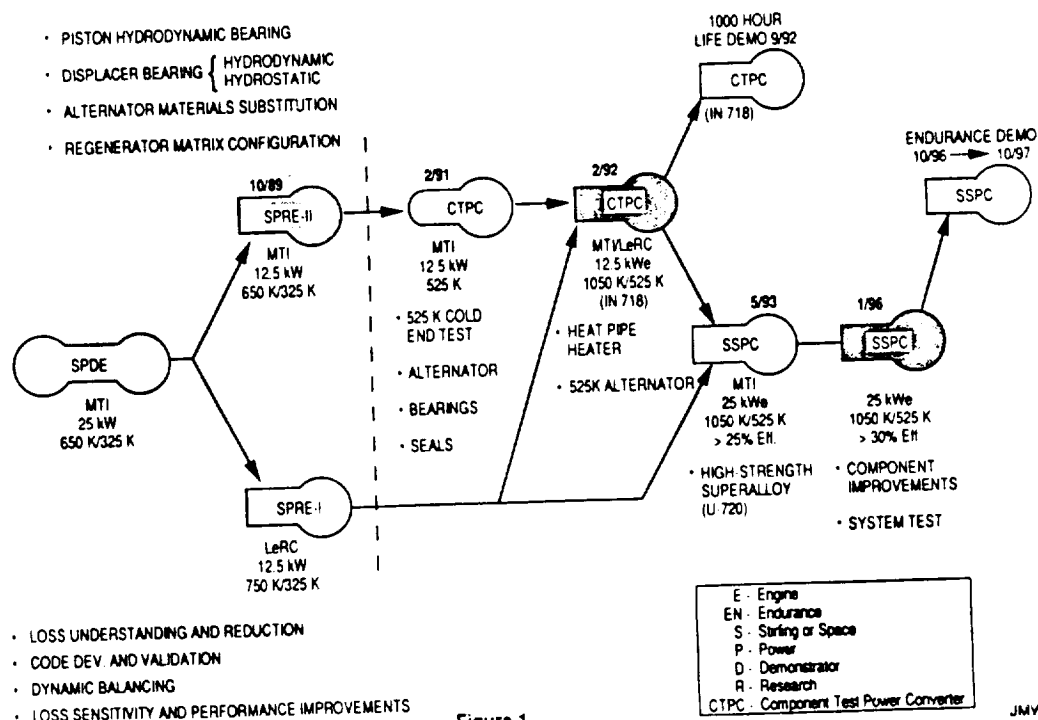 • PISTON HYDRODYNAMIC BEARING
• DISPLACER BEARING { HYDRODYNAMIC
HYDROSTATIC
• ALTERNATOR MATERIALS SUBSTITUTION
• REGENERATOR MATRIX CONFIGURATION
1000 HOUR
LIFE DEMO 9/92
CTPC
(IN 718)
ENDURANCE DEMO
10/96 → 10/97
SSPC
10/89
SPRE-II
MTI
12.5 kW
650 K/325 K
2/91
CTPC
MTI
12.5 kW
525 K
• 525 K COLD
END TEST
• ALTERNATOR
• BEARINGS
• SEALS
2/92
CTPC
MTI/LeRC
12.5 kWe
1050 K/525 K
(IN 718)
• HEAT PIPE
HEATER
• 525K ALTERNATOR
5/93
SSPC
MTI
25 kWe
1050 K/525 K
> 25% Eff.
• HIGH-STRENGTH
SUPERALLOY
(U-720)
1/96
SSPC
25 kWe
1050 K/525 K
> 30% Eff
• COMPONENT
IMPROVEMENTS
• SYSTEM TEST
SPDE
MTI
25 kW
650 K/325 K
SPRE-I
LeRC
12.5 kW
750 K/325 K
• LOSS UNDERSTANDING AND REDUCTION
• CODE DEV. AND VALIDATION
• DYNAMIC BALANCING
• LOSS SENSITIVITY AND PERFORMANCE IMPROVEMENTS
E - Engine
EN - Endurance
S - Stirling or Space
P - Power
D - Demonstrator
R - Research
CTPC - Component Test Power Converter
Figure 1
JMY